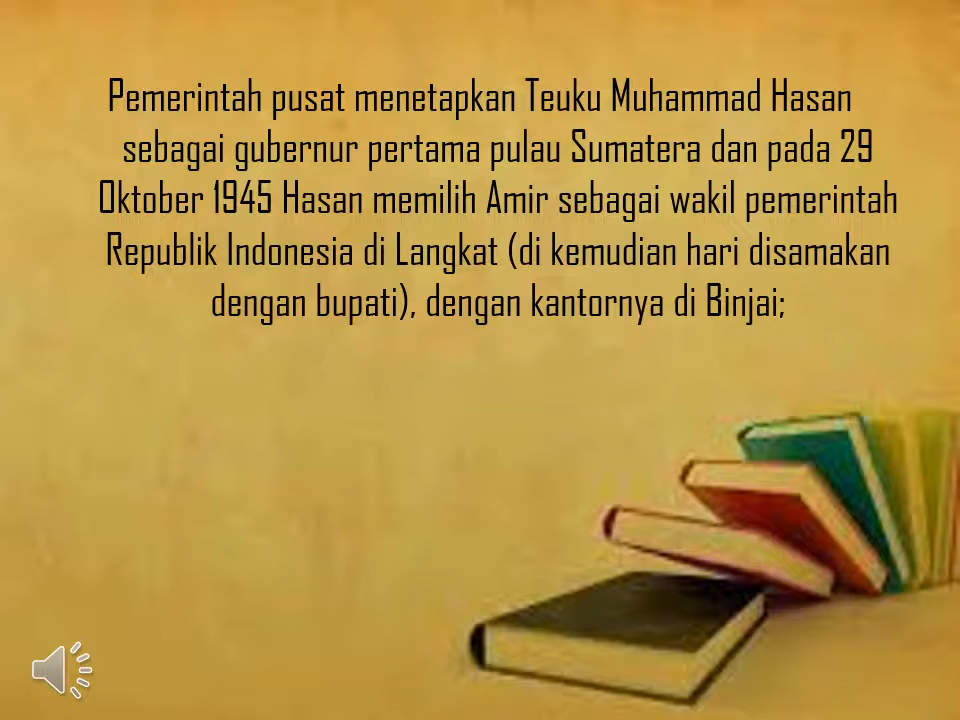 Pemerintah pusat menetapkan Teuku Muhammad Hasan
sebagai gubernur pertama pulau Sumatera dan pada 29
Oktober 1945 Hasan memilih Amir sebagai wakil pemerintah
Republik Indonesia di Langkat (di kemudian hari disamakan
dengan bupati), dengan kantornya di Binjai;